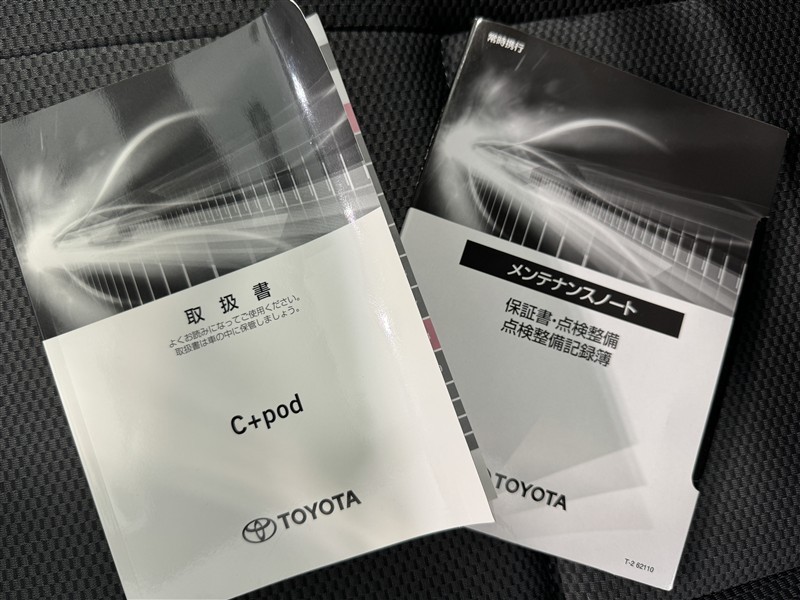 取扱書
よくお読みになってご使用ください。
取扱書は車の中に保管しましょう。
C+pod
TOYOTA
常時携行
メンテナンスノート
保証書・点検整備
点検整備記録簿
TOYOTA
T-2 62110